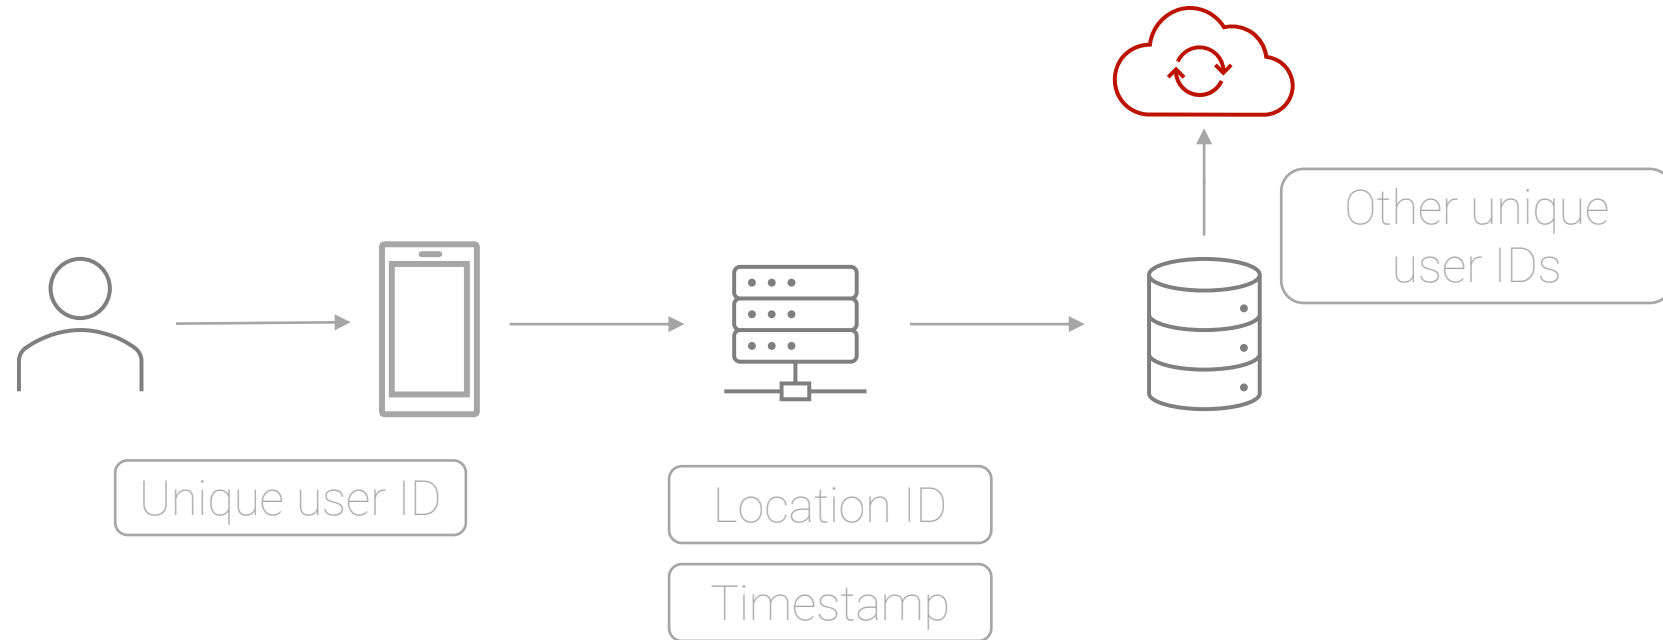 Other unique
user IDs
Unique user ID
Location ID
Timestamp